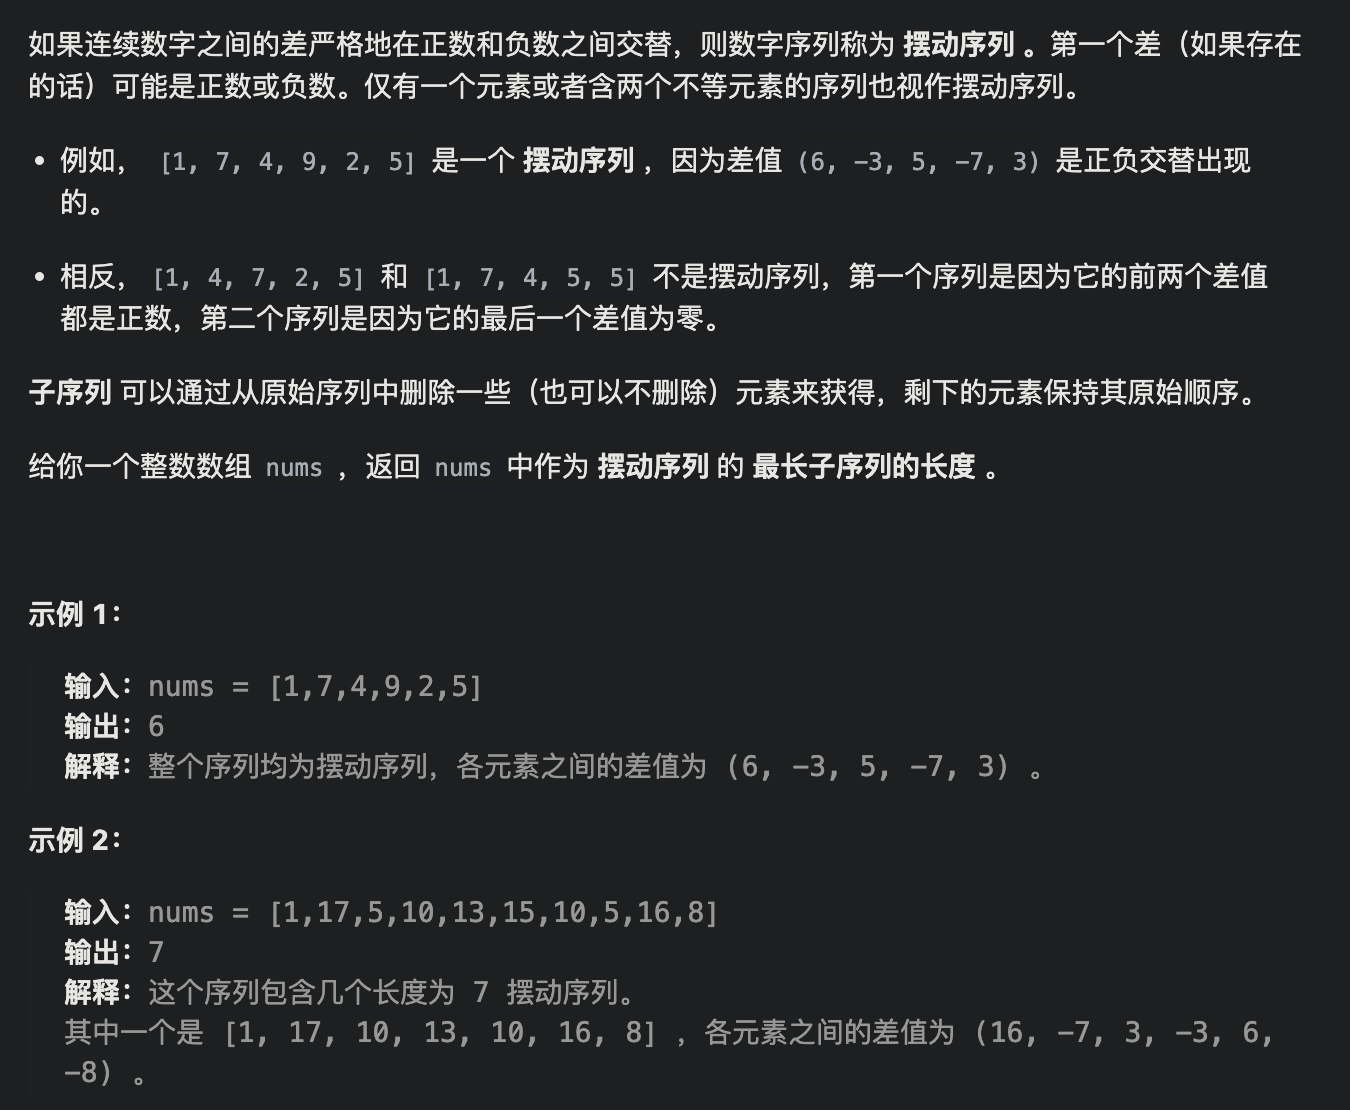 如果连续数字之间的差严格地在正数和负数之间交替，则数字序列称为 摆动序列 。第一个差（如果存在
的话）可能是正数或负数。仅有一个元素或者含两个不等元素的序列也视作摆动序列。
• 例如， [1, 7, 4, 9, 2, 5] 是一个 摆动序列 ，因为差值 (6, -3, 5, -7, 3) 是正负交替出现
的。
• 相反， [1, 4, 7, 2, 5] 和 [1, 7, 4, 5, 5] 不是摆动序列，第一个序列是因为它的前两个差值
都是正数，第二个序列是因为它的最后一个差值为零。
子序列 可以通过从原始序列中删除一些（也可以不删除）元素来获得，剩下的元素保持其原始顺序。
给你一个整数数组 nums ，返回 nums 中作为 摆动序列 的 最长子序列的长度 。
示例 1：
输入：nums = [1,7,4,9,2,5]
输出：6
解释：整个序列均为摆动序列，各元素之间的差值为 (6, -3, 5, -7, 3) 。
示例 2：
输入：nums = [1,17,5,10,13,15,10,5,16,8]
输出：7
解释：这个序列包含几个长度为 7 摆动序列。
其中一个是 [1, 17, 10, 13, 10, 16, 8] ，各元素之间的差值为 (16, -7, 3, -3, 6,
-8) 。